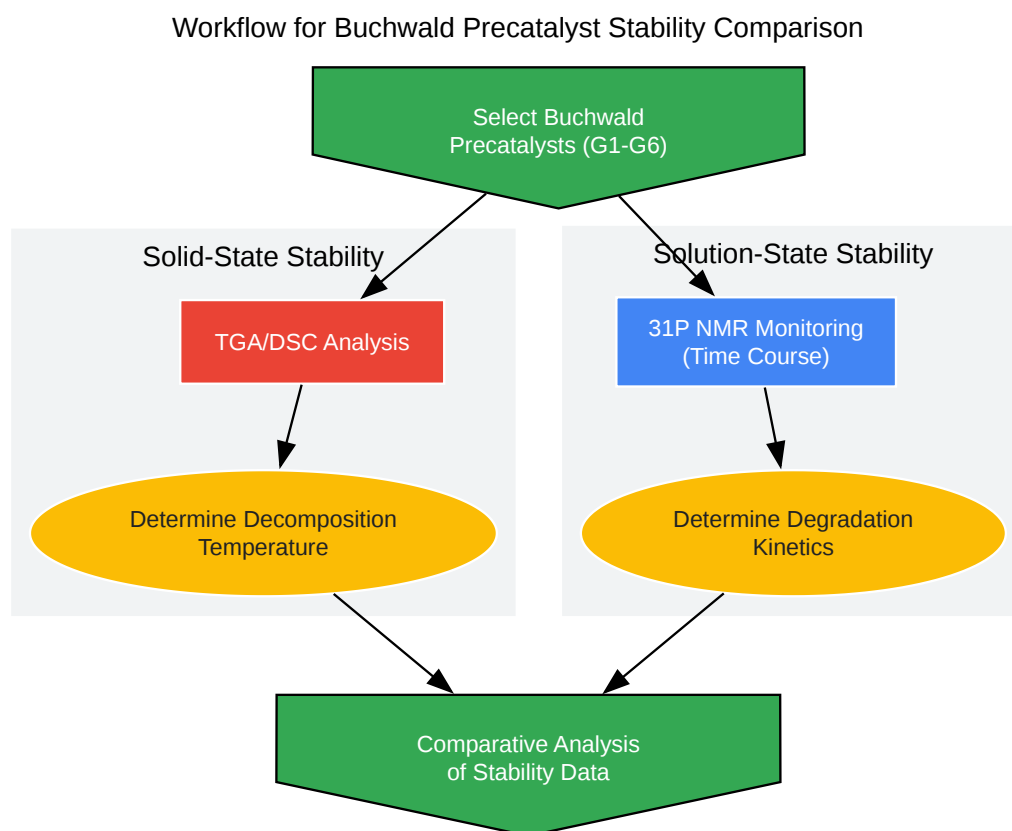 Workflow for Buchwald Precatalyst Stability Comparison
Select Buchwald
Precatalysts (G1-G6)
Solid-State Stability
TGA/DSC Analysis
Determine Decomposition
Temperature
Solution-State Stability
31P NMR Monitoring
(Time Course)
Determine Degradation
Kinetics
Comparative Analysis
of Stability Data